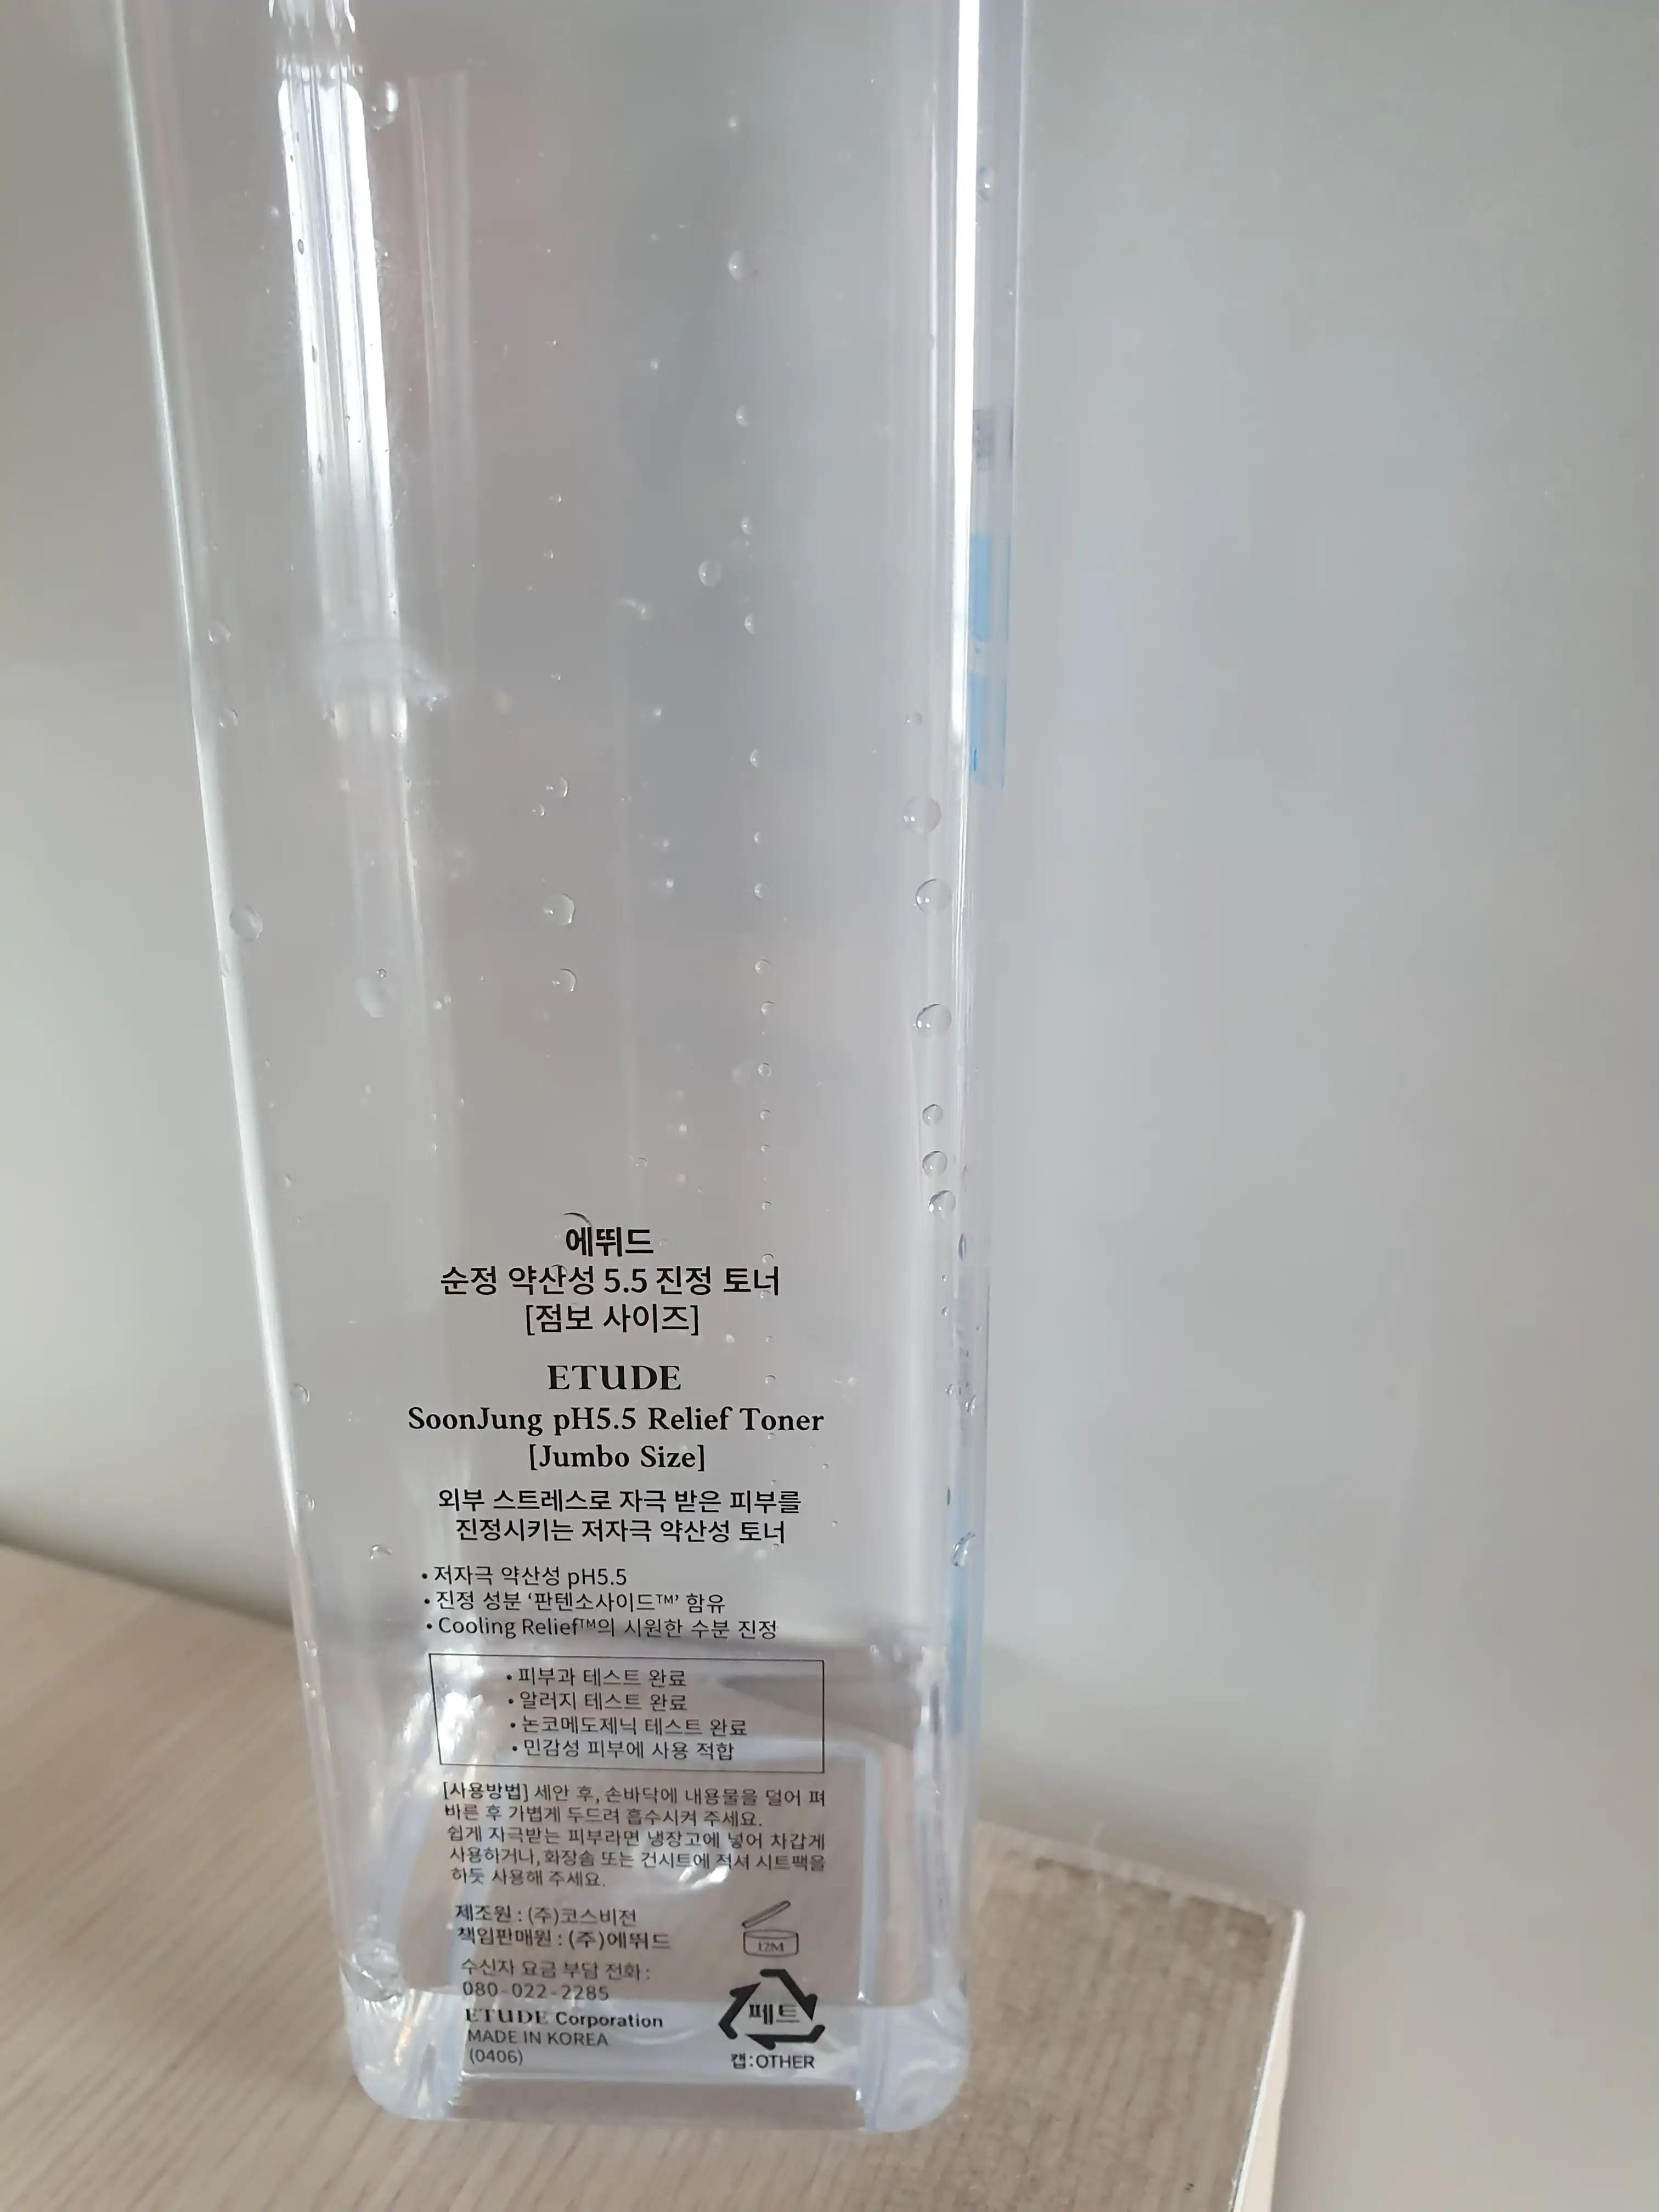 에뛰드
순정 약산성 5.5 진정 토너
[점보 사이즈]
ETUDE
SoonJung pH5.5 Relief Toner
[Jumbo Size]
외부 스트레스로 자극 받은 피부를
진정시키는 저자극 약산성 토너
• 저자극 약산성 pH5.5
• 진정 성분 ‘판텐소사이드™’ 함유
• Cooling Relief™의 시원한 수분 진정
• 피부과 테스트 완료
• 알러지 테스트 완료
• 논코메도제닉 테스트 완료
• 민감성 피부에 사용 적합
[사용방법] 세안 후, 손바닥에 내용물을 덜어 펴
바른 후 가볍게 두드려 흡수시켜 주세요.
쉽게 자극받는 피부라면 냉장고에 넣어 차갑게
사용하거나, 화장솜 또는 건시트에 적셔 시트팩을
하듯 사용해 주세요.
제조원 : (주)코스비전
책임판매원 : (주)에뛰드
수신자 요금 부담 전화 :
080-022-2285
ETUDE Corporation
MADE IN KOREA
(0406)
12M
페트
캡:OTHER